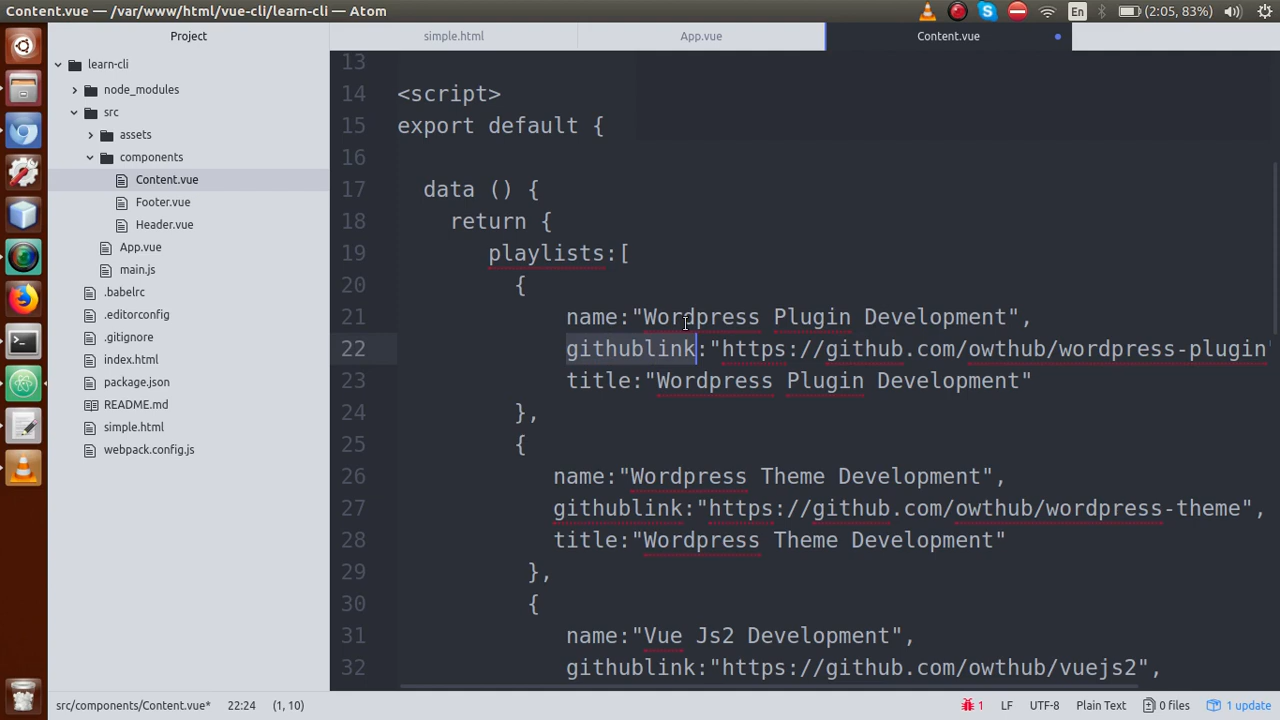 Content.vue — /var/www/html/vue-cli/learn-cli — Atom
En
(2:05, 83%)
Project
simple.html
App.vue
Content.vue
learn-cli
node_modules
src
assets
components
Content.vue
Footer.vue
Header.vue
App.vue
main.js
.babelrc
.editorconfig
.gitignore
index.html
package.json
README.md
simple.html
webpack.config.js
13
14 <script>
15 export default {
16
17 data () {
18 return {
19 playlists:[
20 {
21 name:"Wordpress Plugin Development",
22 githublink:"https://github.com/owthub/wordpress-plugin"
23 title:"Wordpress Plugin Development"
24 },
25 {
26 name:"Wordpress Theme Development",
27 githublink:"https://github.com/owthub/wordpress-theme",
28 title:"Wordpress Theme Development"
29 },
30 {
31 name:"Vue Js2 Development",
32 githublink:"https://github.com/owthub/vuejs2",
src/components/Content.vue* 22:24 (1, 10)
1 LF UTF-8 Plain Text 0 files 1 update